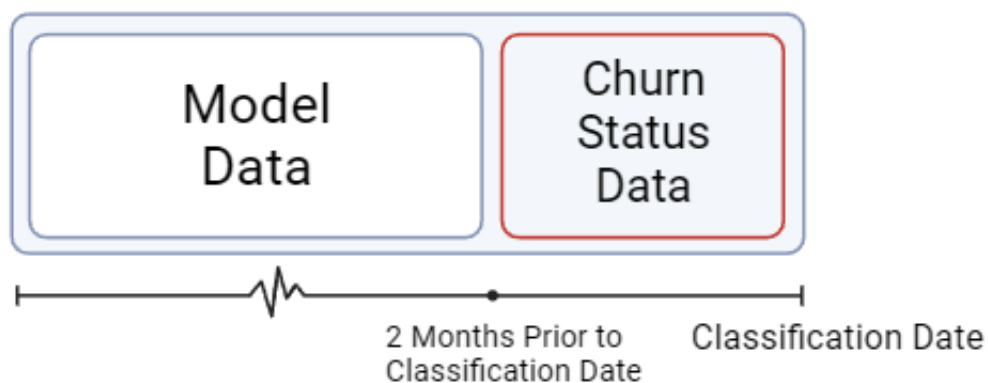 Model
Data
Churn
Status
Data
2 Months Prior to
Classification Date
Classification Date